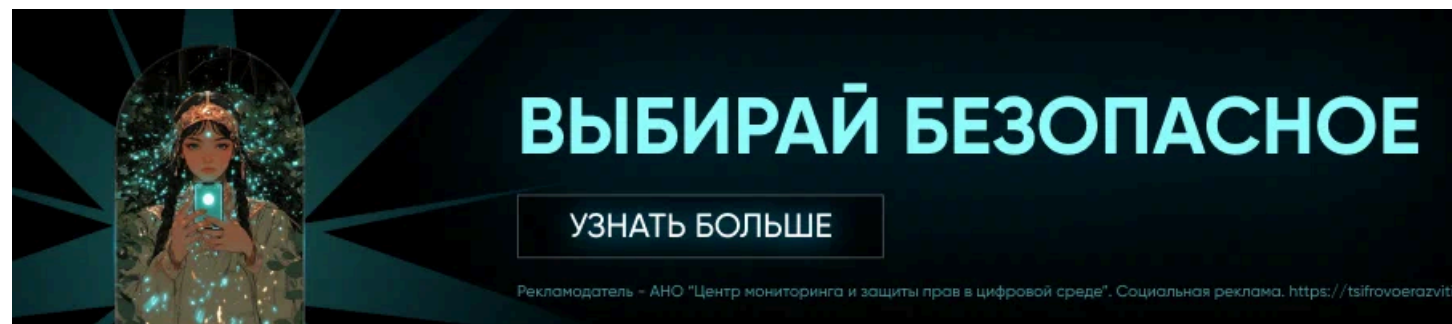 ВЫБИРАЙ БЕЗОПАСНОЕ
УЗНАТЬ БОЛЬШЕ
Рекламодатель - АНО "Центр мониторинга и защиты прав в цифровой среде". Социальная реклама. https://tsifrovoerazvit